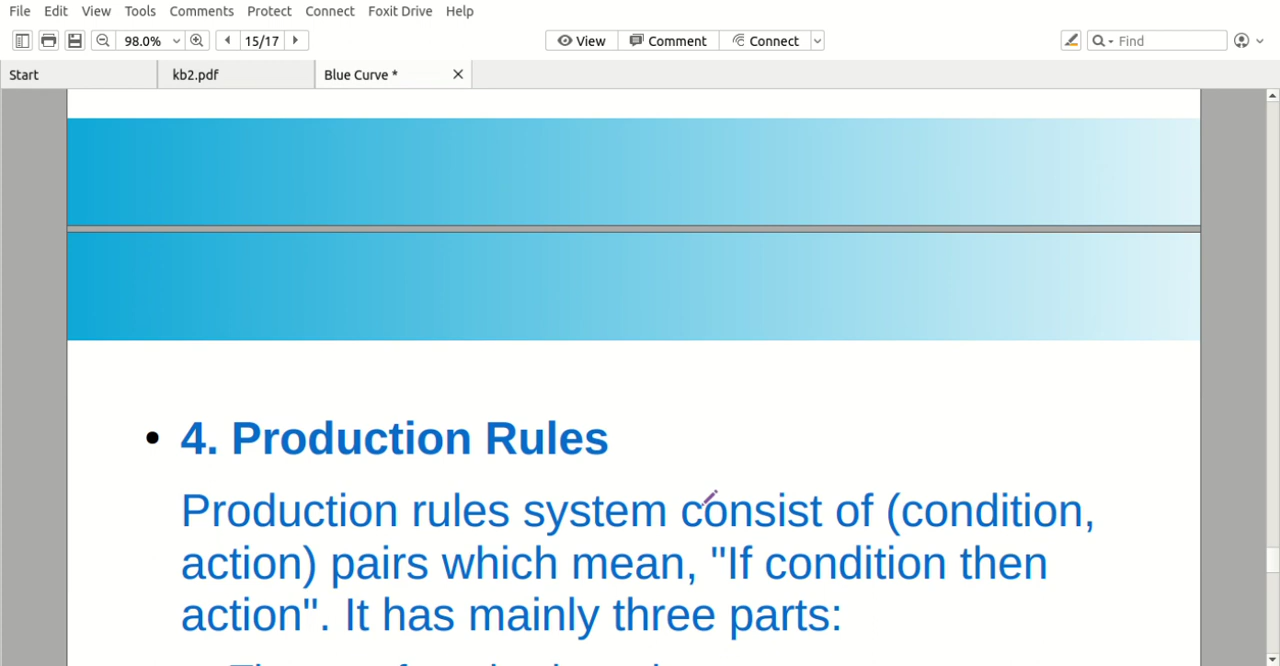 File Edit View Tools Comments Protect Connect Foxit Drive Help
98.0% 15/17 View Comment Connect Find
Start kb2.pdf Blue Curve *
• 4. Production Rules
Production rules system consist of (condition,
action) pairs which mean, "If condition then
action". It has mainly three parts: